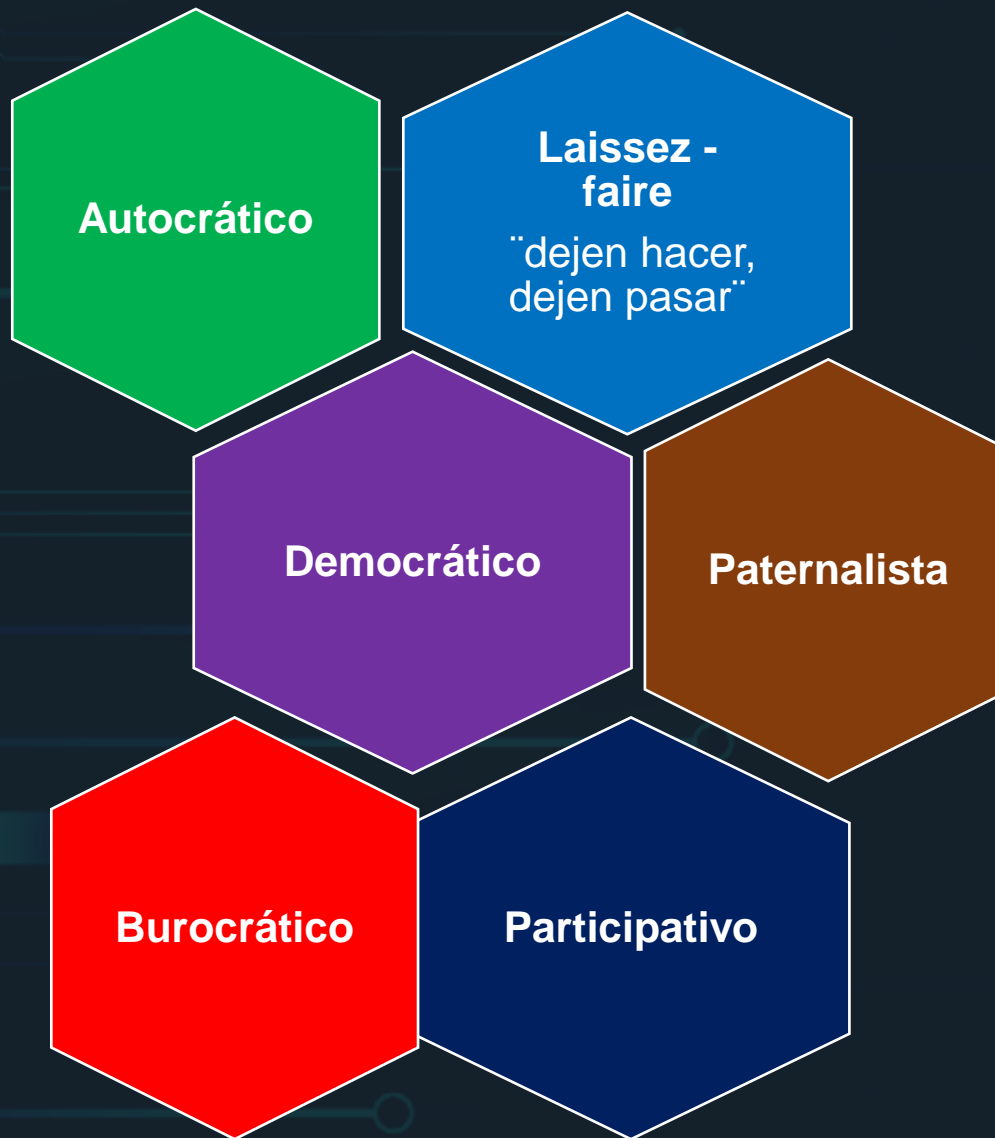 Autocrático
Laissez -
faire
¨dejen hacer,
dejen pasar¨
Democrático
Paternalista
Burocrático
Participativo